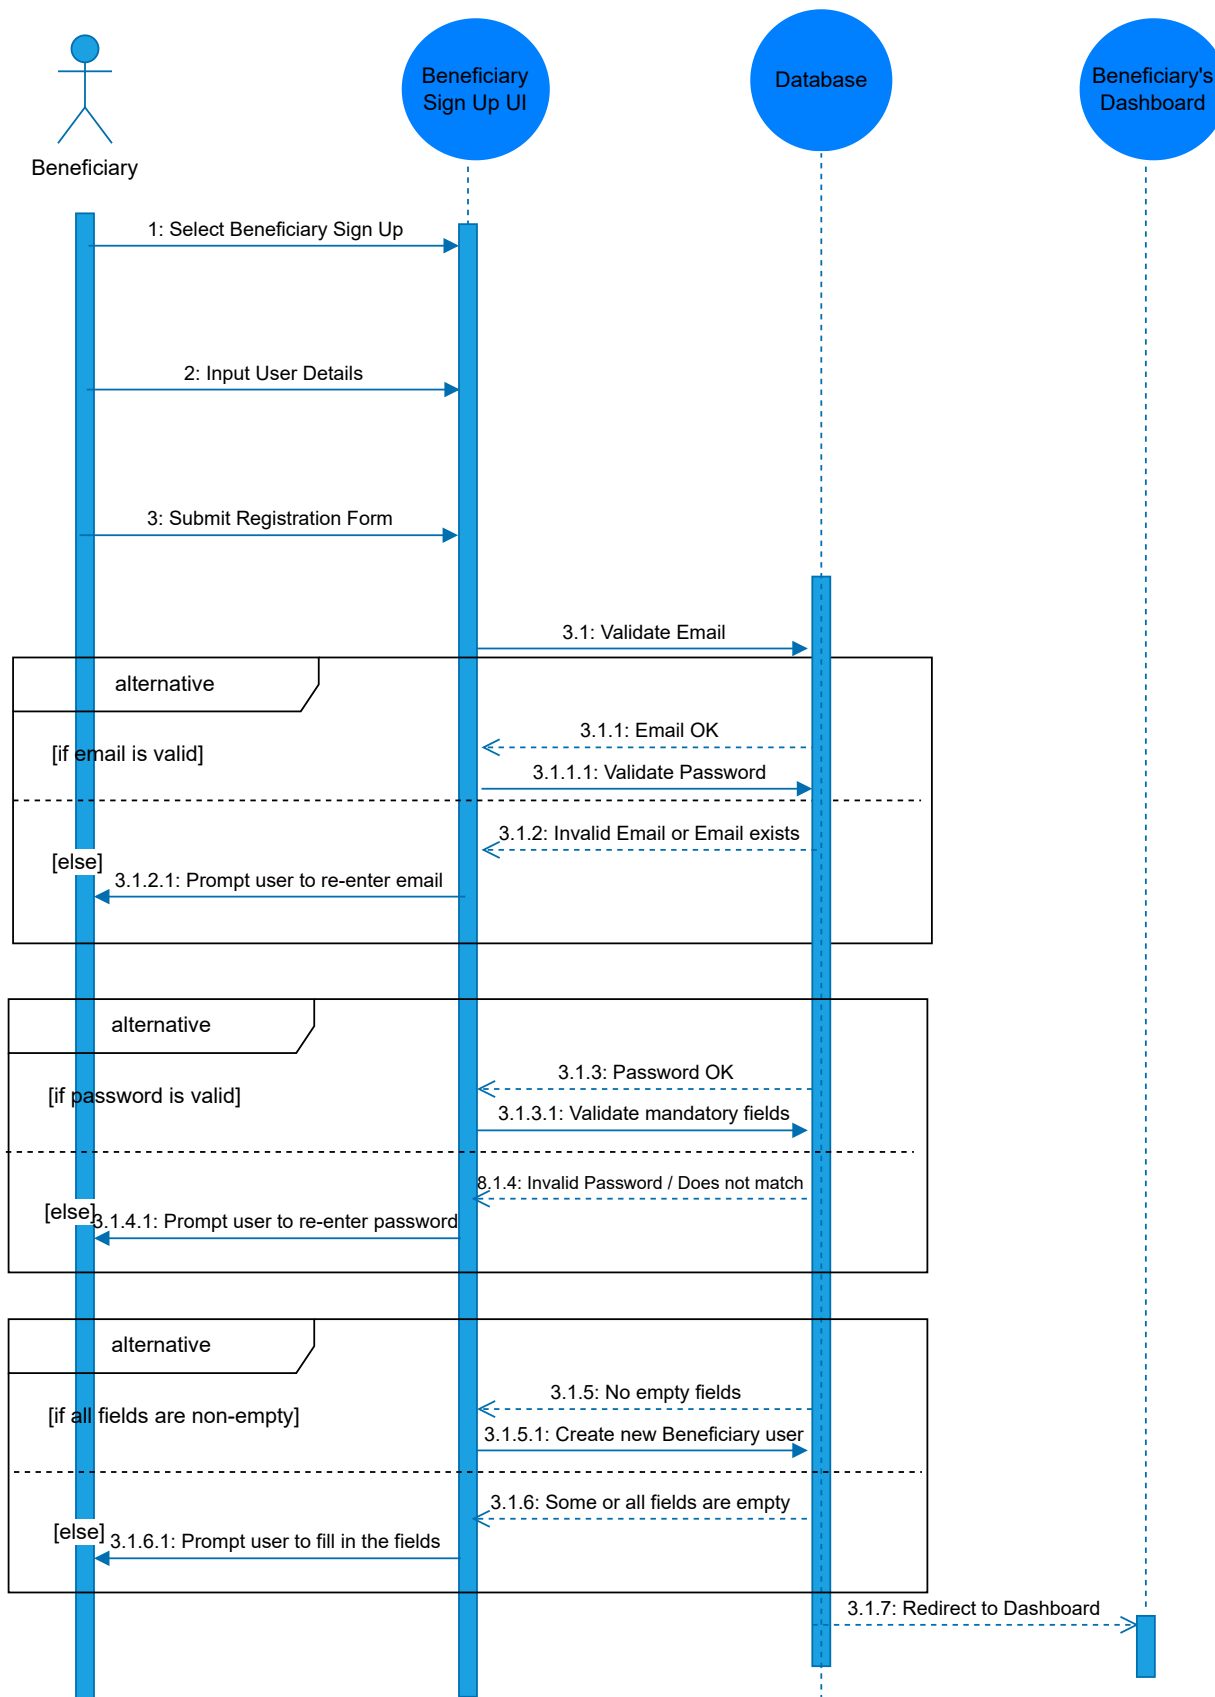 Beneficiary
Sign Up UI
Database
Beneficiary's
Dashboard
Beneficiary
1: Select Beneficiary Sign Up
2: Input User Details
3: Submit Registration Form
3.1: Validate Email
alternative
3.1.1: Email OK
[if email is valid]
3.1.1.1: Validate Password
3.1.2: Invalid Email or Email exists
[else]
3.1.2.1: Prompt user to re-enter email
alternative
3.1.3: Password OK
[if password is valid]
3.1.3.1: Validate mandatory fields
8.1.4: Invalid Password / Does not match
[else]
3.1.4.1: Prompt user to re-enter password
alternative
3.1.5: No empty fields
[if all fields are non-empty]
3.1.5.1: Create new Beneficiary user
3.1.6: Some or all fields are empty
[else]
3.1.6.1: Prompt user to fill in the fields
3.1.7: Redirect to Dashboard